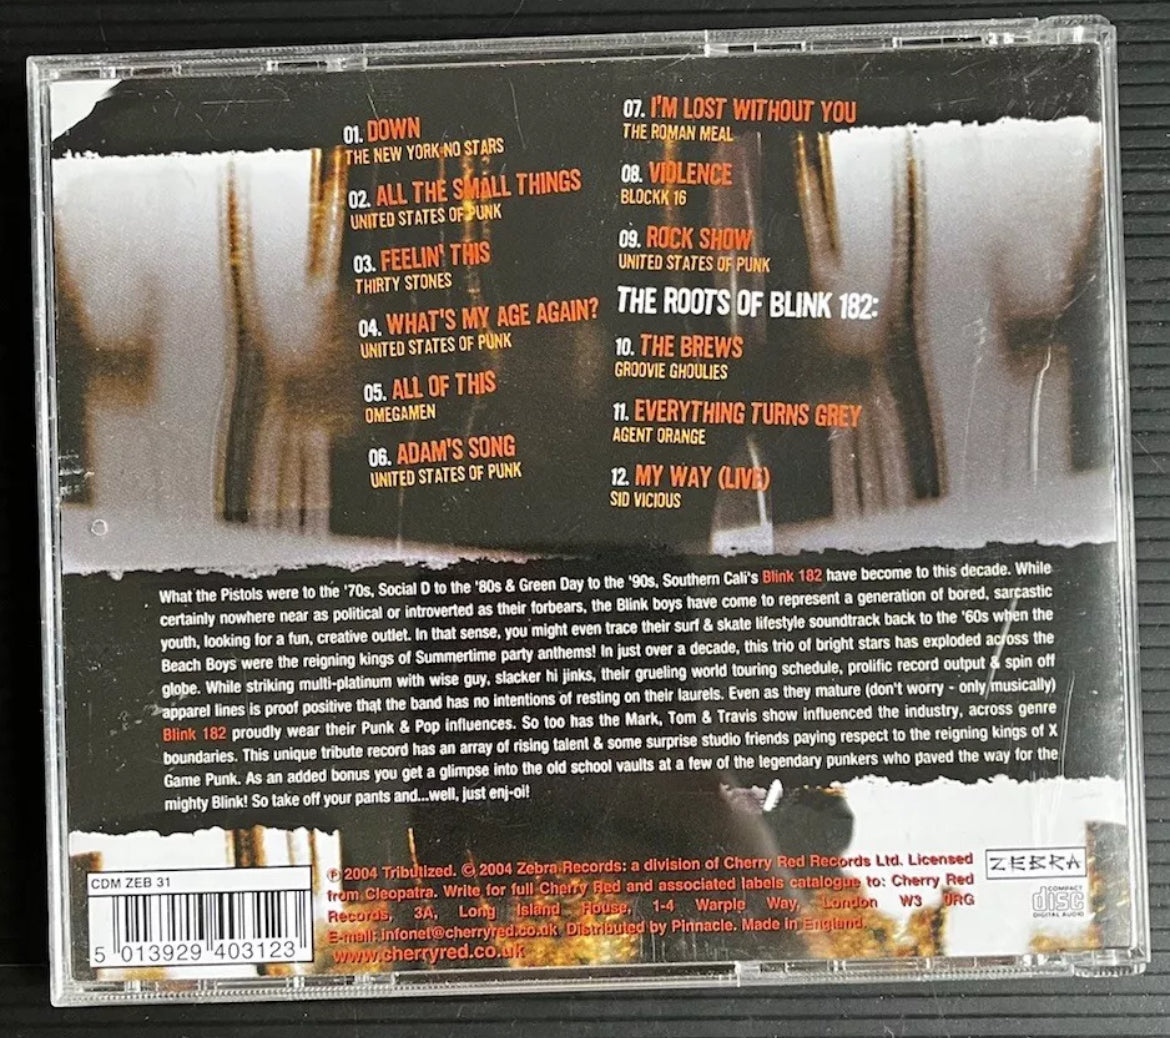 01. DOWN
THE NEW YORK NO STARS
02. ALL THE SMALL THINGS
UNITED STATES OF PUNK
03. FEELIN' THIS
THIRTY STONES
04. WHAT'S MY AGE AGAIN?
UNITED STATES OF PUNK
05. ALL OF THIS
OMEGAMEN
06. ADAM'S SONG
UNITED STATES OF PUNK
07. I'M LOST WITHOUT YOU
THE ROMAN MEAL
08. VIOLENCE
BLOCKK 16
09. ROCK SHOW
UNITED STATES OF PUNK
THE ROOTS OF BLINK 182:
10. THE BREWS
GROOVIE GHOULIES
11. EVERYTHING TURNS GREY
AGENT ORANGE
12. MY WAY (LIVE)
SID VICIOUS
What the Pistols were to the '70s, Social D to the '80s & Green Day to the '90s, Southern Cali's Blink 182 have become to this decade. While
certainly nowhere near as political or introverted as their forbears, the Blink boys have come to represent a generation of bored, sarcastic
youth, looking for a fun, creative outlet. In that sense, you might even trace their surf & skate lifestyle soundtrack back to the '60s when the
Beach Boys were the reigning kings of Summertime party anthems! In just over a decade, this trio of bright stars has exploded across the
globe. While striking multi-platinum with wise guy, slacker hi jinks, their grueling world touring schedule, prolific record output & spin off
apparel lines is proof positive that the band has no intentions of resting on their laurels. Even as they mature (don't worry - only musically)
Blink 182 proudly wear their Punk & Pop influences. So too has the Mark, Tom & Travis show influenced the industry, across genre
boundaries. This unique tribute record has an array of rising talent & some surprise studio friends paying respect to the reigning kings of X
Game Punk. As an added bonus you get a glimpse into the old school vaults at a few of the legendary punkers who paved the way for the
mighty Blink! So take off your pants and...well, just enj-oi!
CDM ZEB 31
5 013929 403123
℗ 2004 Tributized. © 2004 Zebra Records: a division of Cherry Red Records Ltd. Licensed
from Cleopatra. Write for full Cherry Red and associated labels catalogue to: Cherry Red
Records, 3A, Long Island House, 1-4 Warple Way, London W3 0RG
E-mail: infonet@cherryred.co.uk Distributed by Pinnacle. Made in England.
www.cherryred.co.uk
ZEBRA
COMPACT
disc
DIGITAL AUDIO